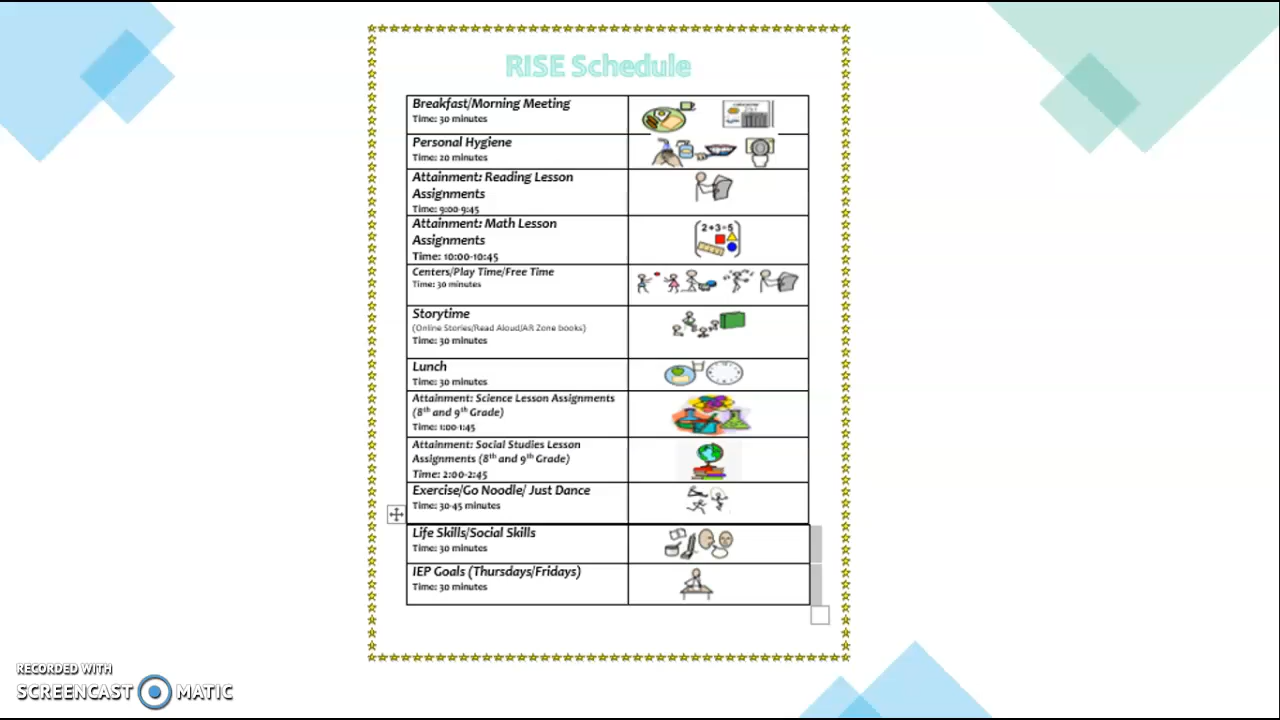 RISE Schedule
Breakfast/Morning Meeting
Time: 30 minutes
Personal Hygiene
Time: 20 minutes
Attainment: Reading Lesson
Assignments
Time: 9:00-9:45
Attainment: Math Lesson
Assignments
Time: 10:00-10:45
2+3=5
Centers/Play Time/Free Time
Time: 30 minutes
Storytime
(Online Stories/Read Aloud/AR Zone books)
Time: 30 minutes
Lunch
Time: 30 minutes
Attainment: Science Lesson Assignments
(8th and 9th Grade)
Time: 1:00-1:45
Attainment: Social Studies Lesson
Assignments (8th and 9th Grade)
Time: 2:00-2:45
Exercise/Go Noodle/ Just Dance
Time: 30-45 minutes
Life Skills/Social Skills
Time: 30 minutes
IEP Goals (Thursdays/Fridays)
Time: 30 minutes
RECORDED WITH
SCREENCAST MATIC